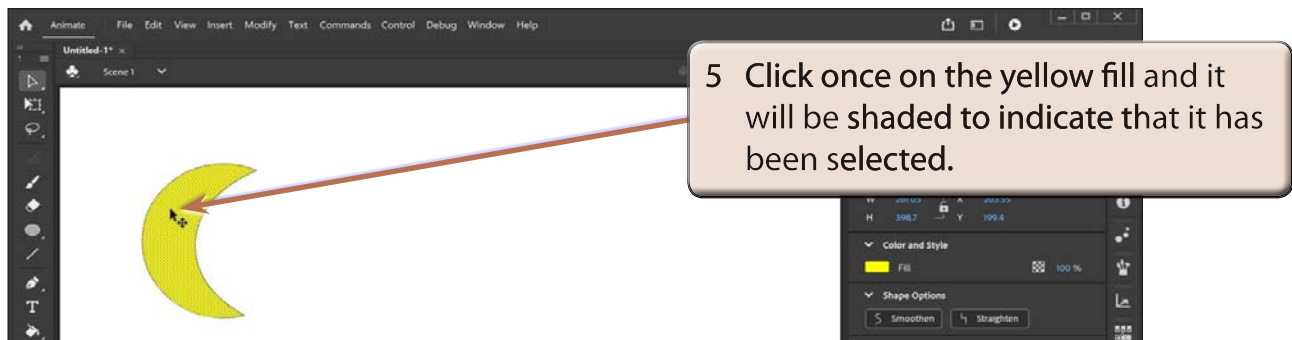 Animate File Edit View Insert Modify Text Commands Control Debug Window Help
Untitled-1* ×
Scene 1
5 Click once on the yellow fill and it
will be shaded to indicate that it has
been selected.
W X
H 398.7 Y 199.4
Color and Style
Fill 100 %
Shape Options
Smoothen Straighten
T